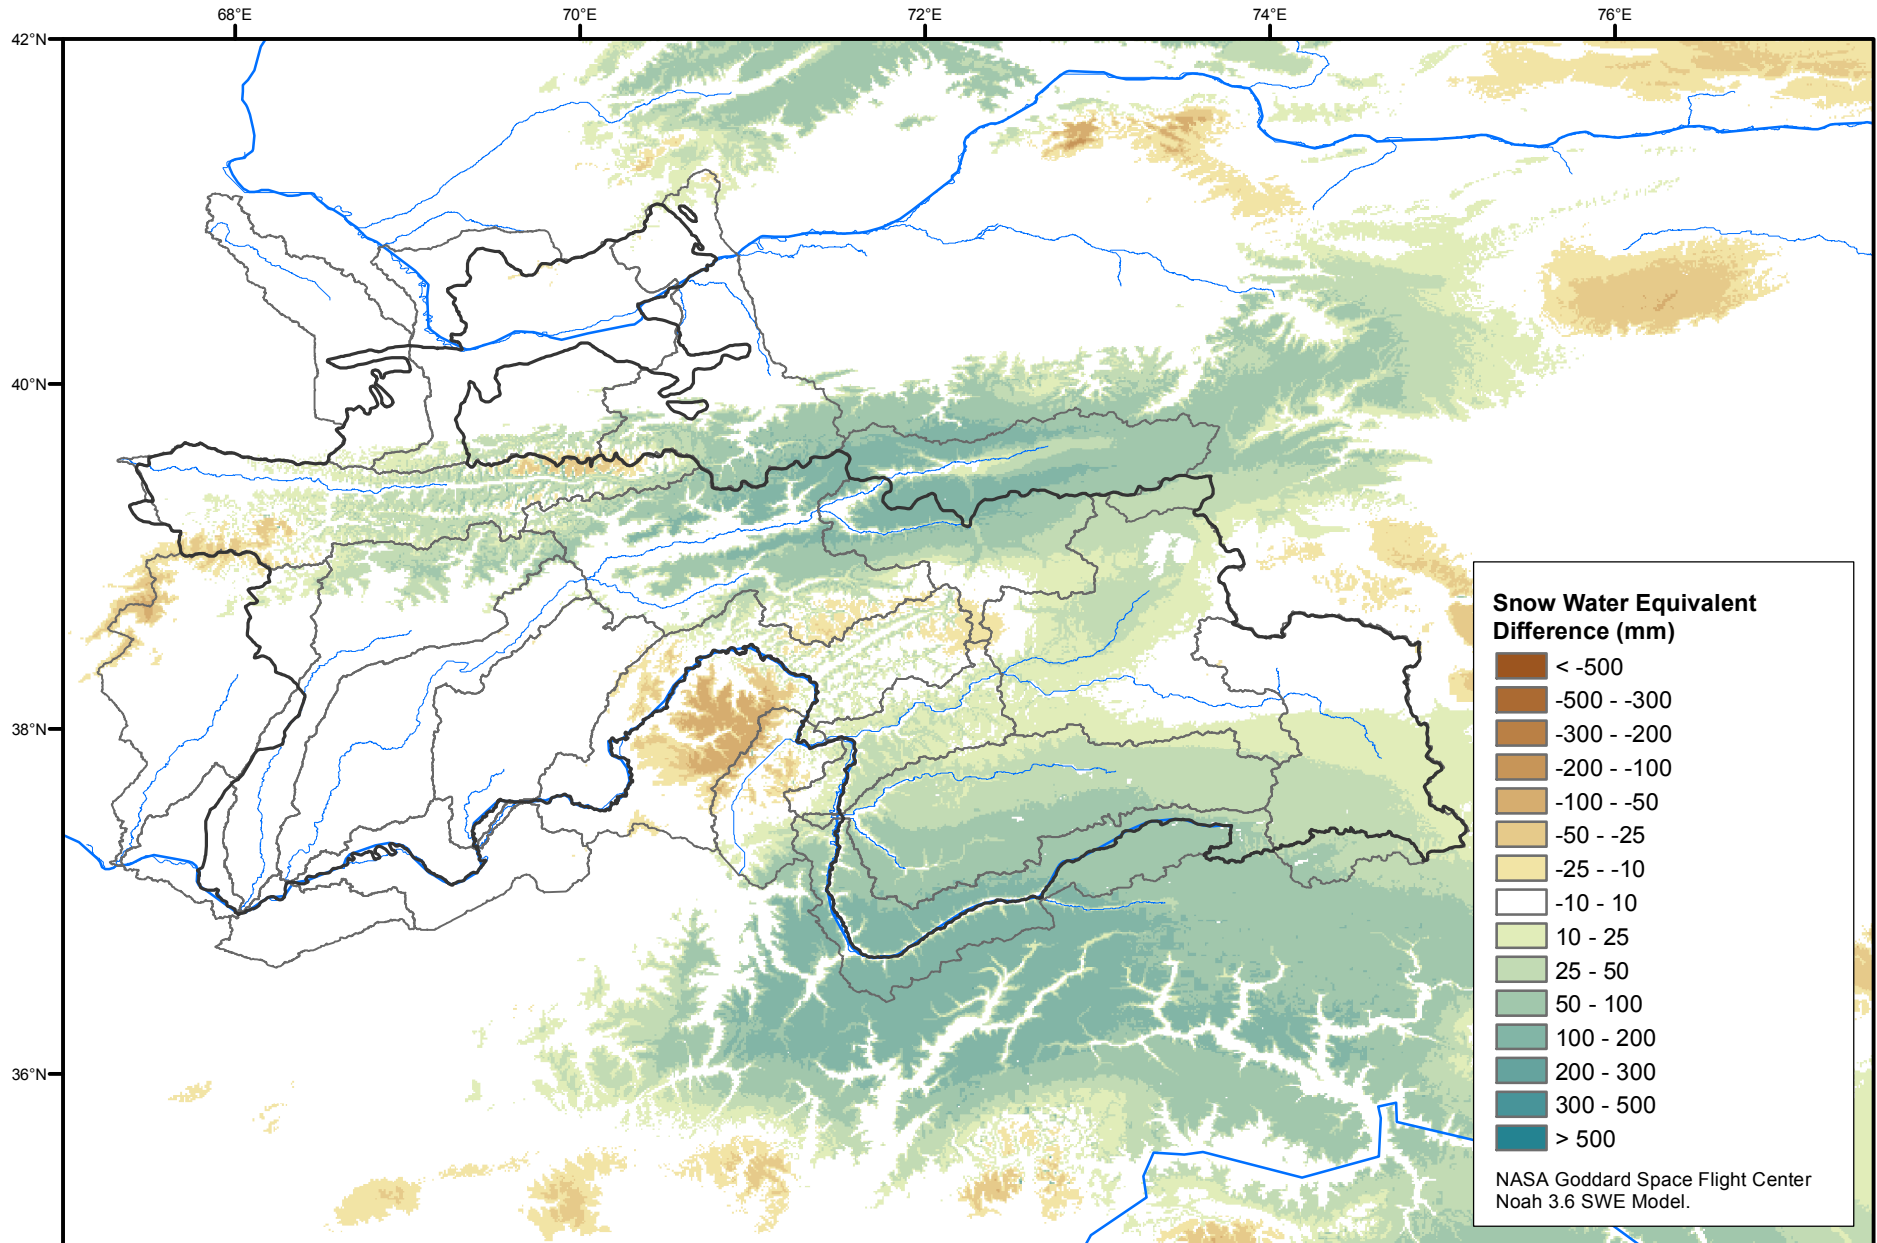 68°E 70°E 72°E 74°E 76°E
42°N
40°N
38°N
36°N
Snow Water Equivalent
Difference (mm)
< -500
-500 - -300
-300 - -200
-200 - -100
-100 - -50
-50 - -25
-25 - -10
-10 - 10
10 - 25
25 - 50
50 - 100
100 - 200
200 - 300
300 - 500
> 500
NASA Goddard Space Flight Center
Noah 3.6 SWE Model.